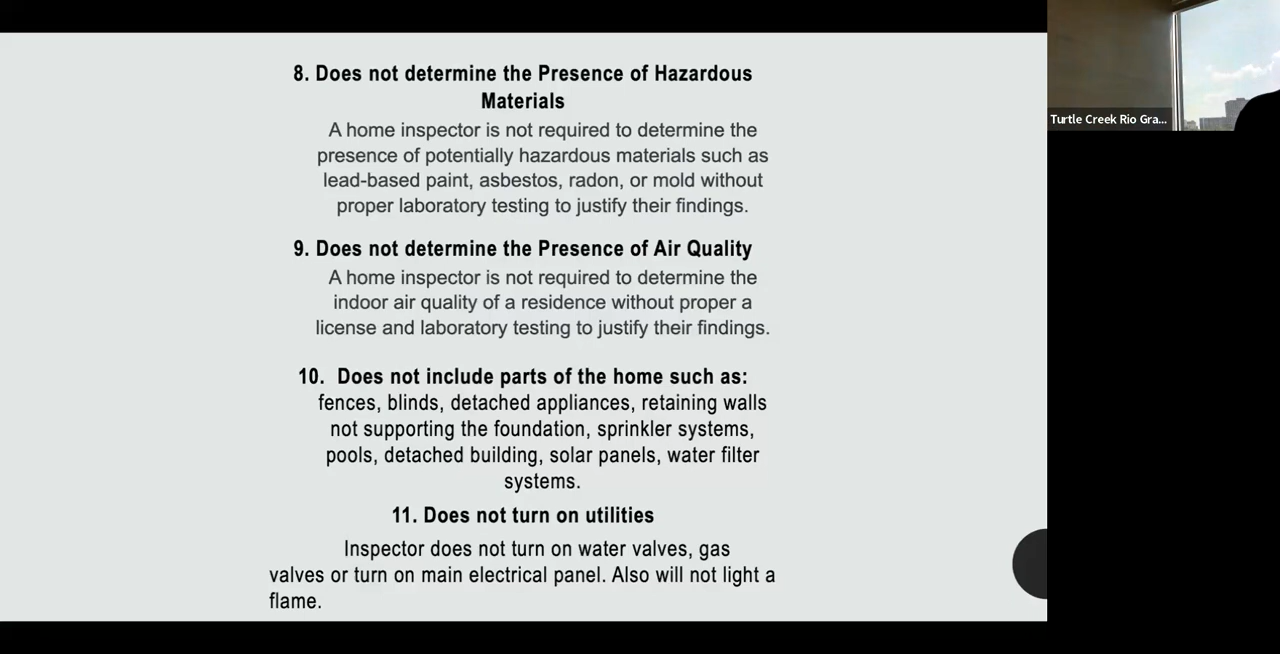 8. Does not determine the Presence of Hazardous
Materials
A home inspector is not required to determine the
presence of potentially hazardous materials such as
lead-based paint, asbestos, radon, or mold without
proper laboratory testing to justify their findings.
9. Does not determine the Presence of Air Quality
A home inspector is not required to determine the
indoor air quality of a residence without proper a
license and laboratory testing to justify their findings.
10. Does not include parts of the home such as:
fences, blinds, detached appliances, retaining walls
not supporting the foundation, sprinkler systems,
pools, detached building, solar panels, water filter
systems.
11. Does not turn on utilities
Inspector does not turn on water valves, gas
valves or turn on main electrical panel. Also will not light a
flame.
Turtle Creek Rio Gra...